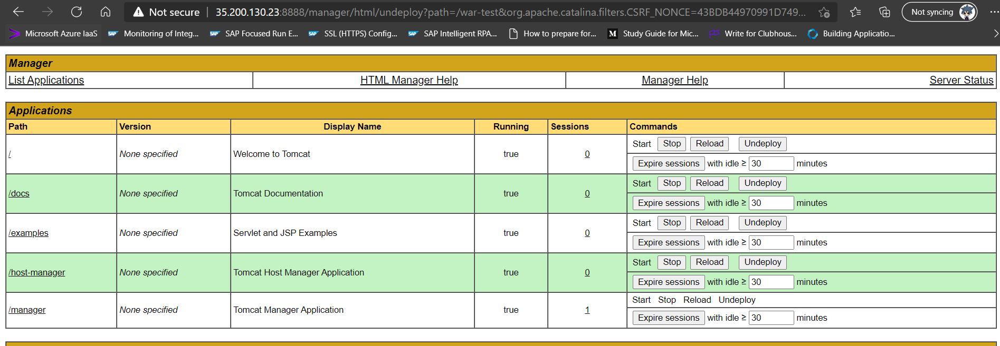 Not secure | 35.200.130.23:8888/manager/html/undeploy?path=/war-test&org.apache.catalina.filters.CSRF_NONCE=43BDB44970991D749... Not syncing
Microsoft Azure IaaS SAP Monitoring of Integ... SAP SAP Focused Run E... SAP SSL (HTTPS) Config... SAP SAP Intelligent RPA... How to prepare for... M Study Guide for Mic... Write for Clubhous... Building Applicatio...
Manager
List Applications HTML Manager Help Manager Help Server Status
Applications
Path Version Display Name Running Sessions Commands
/ None specified Welcome to Tomcat true 0 Start Stop Reload Undeploy
Expire sessions with idle ≥ 30 minutes
/docs None specified Tomcat Documentation true 0 Start Stop Reload Undeploy
Expire sessions with idle ≥ 30 minutes
/examples None specified Servlet and JSP Examples true 0 Start Stop Reload Undeploy
Expire sessions with idle ≥ 30 minutes
/host-manager None specified Tomcat Host Manager Application true 0 Start Stop Reload Undeploy
Expire sessions with idle ≥ 30 minutes
/manager None specified Tomcat Manager Application true 1 Start Stop Reload Undeploy
Expire sessions with idle ≥ 30 minutes